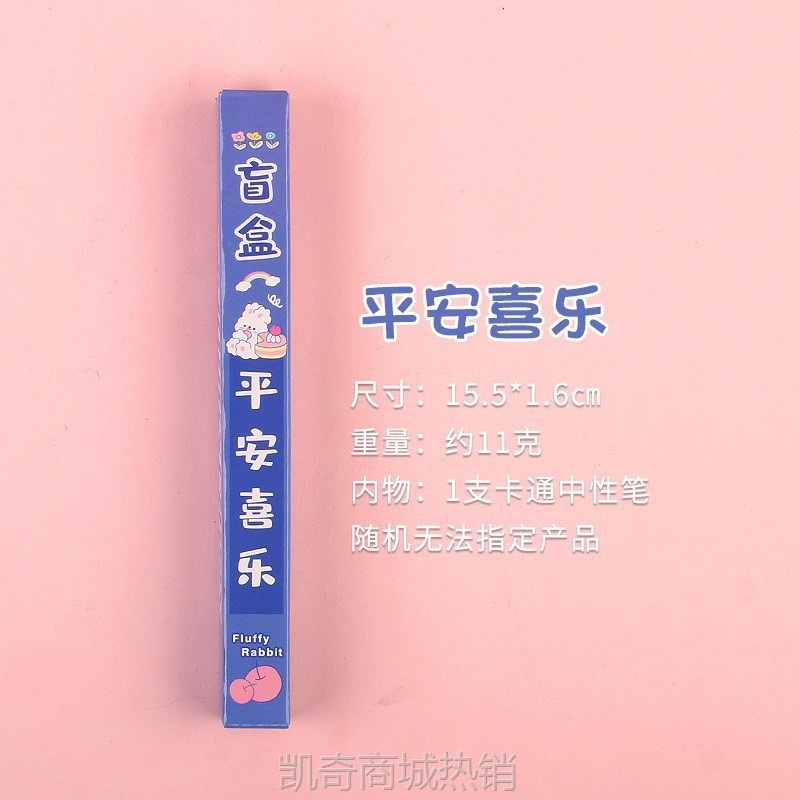 盲盒
平安喜乐
Fluffy
Rabbit
平安喜乐
尺寸：15.5*1.6cm
重量：约11克
内物：1支卡通中性笔
随机无法指定产品
凯奇商城热销